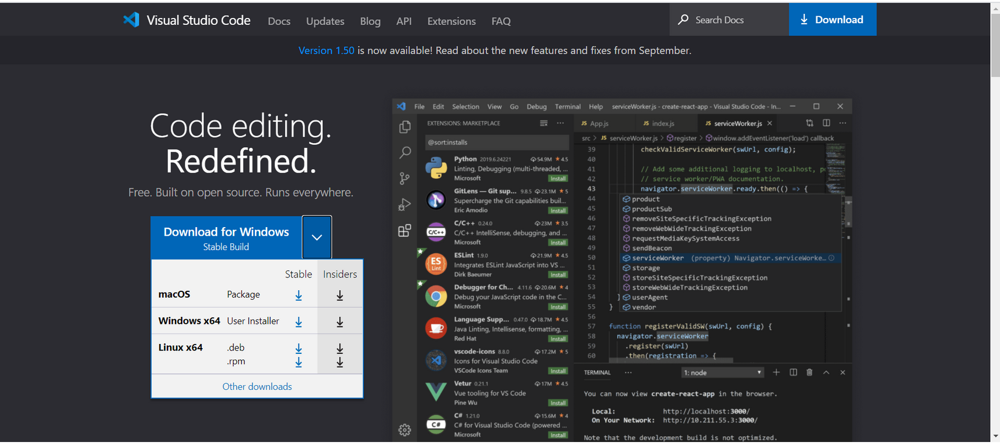 Visual Studio Code Docs Updates Blog API Extensions FAQ Search Docs Download
Version 1.50 is now available! Read about the new features and fixes from September.
Code editing.
Redefined.
Free. Built on open source. Runs everywhere.
Download for Windows
Stable Build
Stable Insiders
macOS Package
Windows x64 User Installer
Linux x64 .deb
.rpm
Other downloads
File Edit Selection View Go Debug Terminal Help serviceWorker.js - create-react-app - Visual Studio Code - In...
EXTENSIONS: MARKETPLACE
@sort:installs
Python 2019.6.24221 54.9M ★ 4.5
Linting, Debugging (multi-threaded, ...
Microsoft Install
GitLens — Git sup... 9.8.5 23.1M ★ 5
Supercharge the Git capabilities buil...
Eric Amodio Install
C/C++ 0.24.0 23M ★ 3.5
C/C++ IntelliSense, debugging, and ...
Microsoft Install
ESLint 1.9.0 21.9M ★ 4.5
Integrates ESLint JavaScript into VS ...
Dirk Baeumer Install
Debugger for Ch... 4.11.6 20.6M ★ 4
Debug your JavaScript code in the C...
Microsoft Install
Language Supp... 0.47.0 18.7M ★ 4.5
Java Linting, Intellisense, formatting, ...
Red Hat Install
vscode-icons 8.8.0 17.2M ★ 5
Icons for Visual Studio Code
VSCode Icons Team Install
Vetur 0.21.1 17M ★ 4.5
Vue tooling for VS Code
Pine Wu Install
C# 1.21.0 15.6M ★ 4
C# for Visual Studio Code (powered ...
Microsoft Install
C/C++
ES
Lint
C#
JS App.js JS index.js JS serviceWorker.js
src > JS serviceWorker.js > register > window.addEventListener('load') callback
39 checkValidServiceWorker(swUrl, config);
40
41 // Add some additional logging to localhost, po
42 // service worker/PWA documentation.
43 navigator.serviceWorker.ready.then(() => {
44 product
45 productSub
46 removeSiteSpecificTrackingException
47 removeWebWideTrackingException
48 requestMediaKeySystemAccess
49 sendBeacon
50 serviceWorker (property) Navigator.serviceWorke...
51 storage
52 storeSiteSpecificTrackingException
53 storeWebWideTrackingException
54 } userAgent
55 } vendor
56
57 function registerValidSW(swUrl, config) {
58 navigator.serviceWorker
59 .register(swUrl)
60 .then(registration => {
TERMINAL ... 1: node
You can now view create-react-app in the browser.
Local: http://localhost:3000/
On Your Network: http://10.211.55.3:3000/
Note that the development build is not optimized.